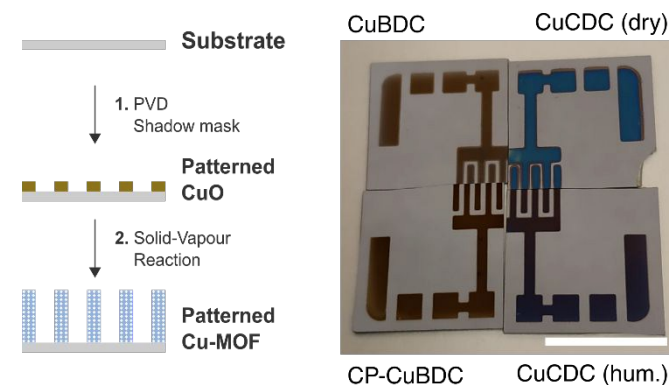 Substrate
1. PVD
Shadow mask
Patterned
CuO
2. Solid-Vapour
Reaction
Patterned
Cu-MOF
CuBDC
CuCDC (dry)
CP-CuBDC
CuCDC (hum.)